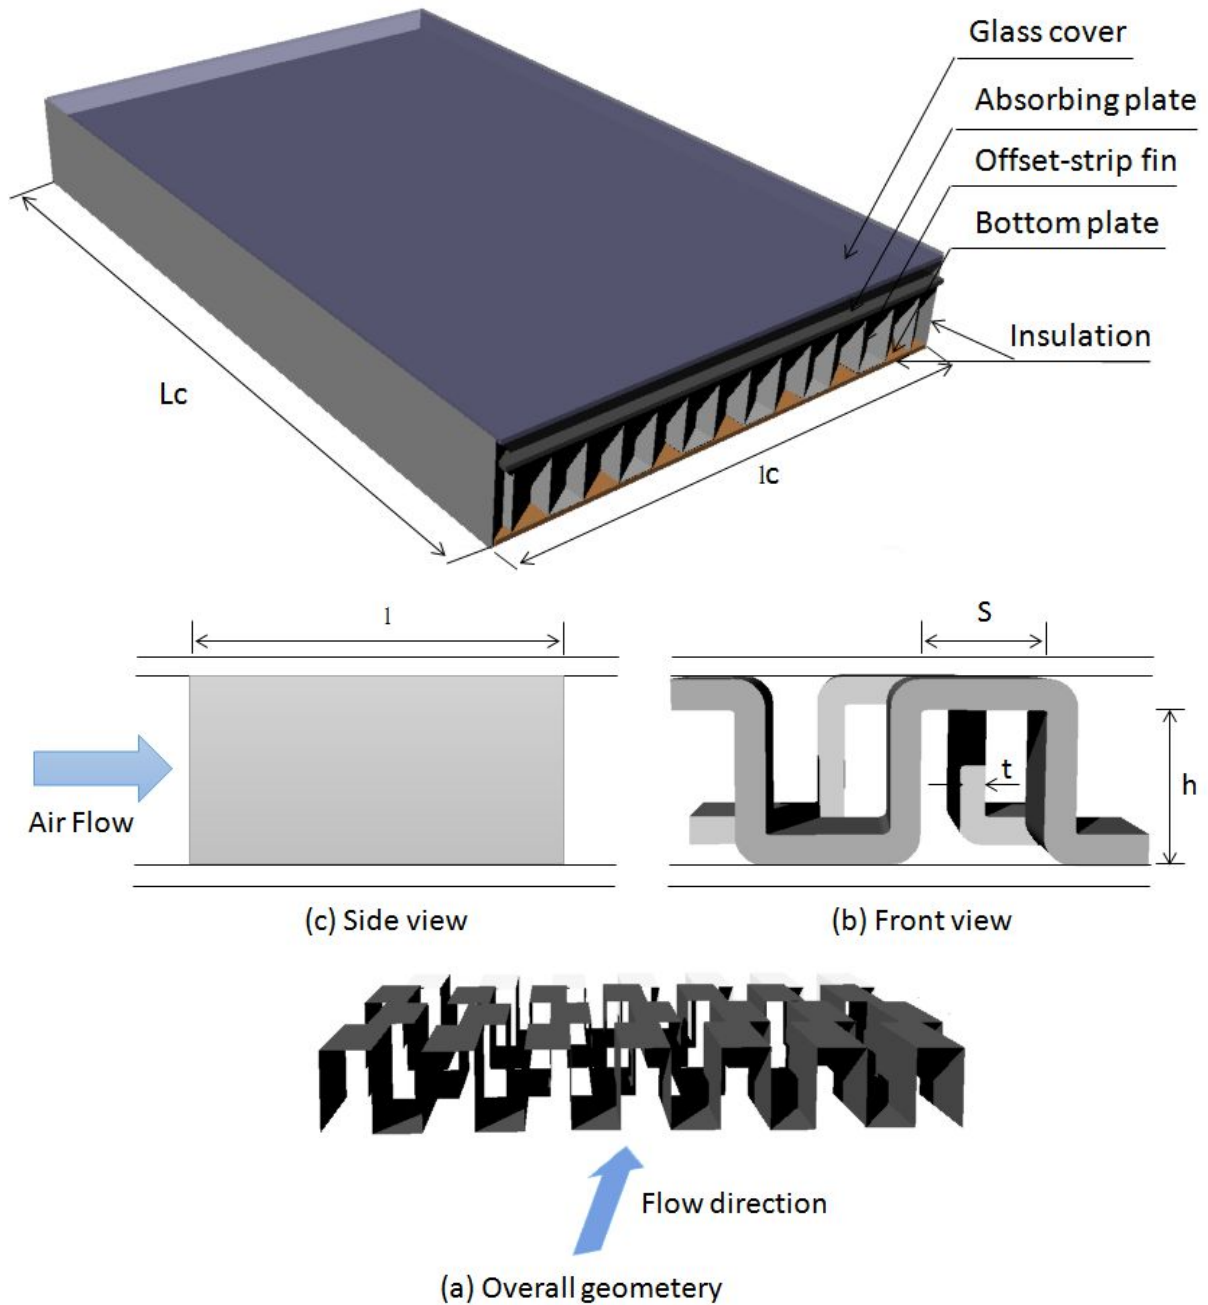 Glass cover
Absorbing plate
Offset-strip fin
Bottom plate
Insulation
Lc
lc
l
S
Air Flow
t
h
(c) Side view
(b) Front view
Flow direction
(a) Overall geometery